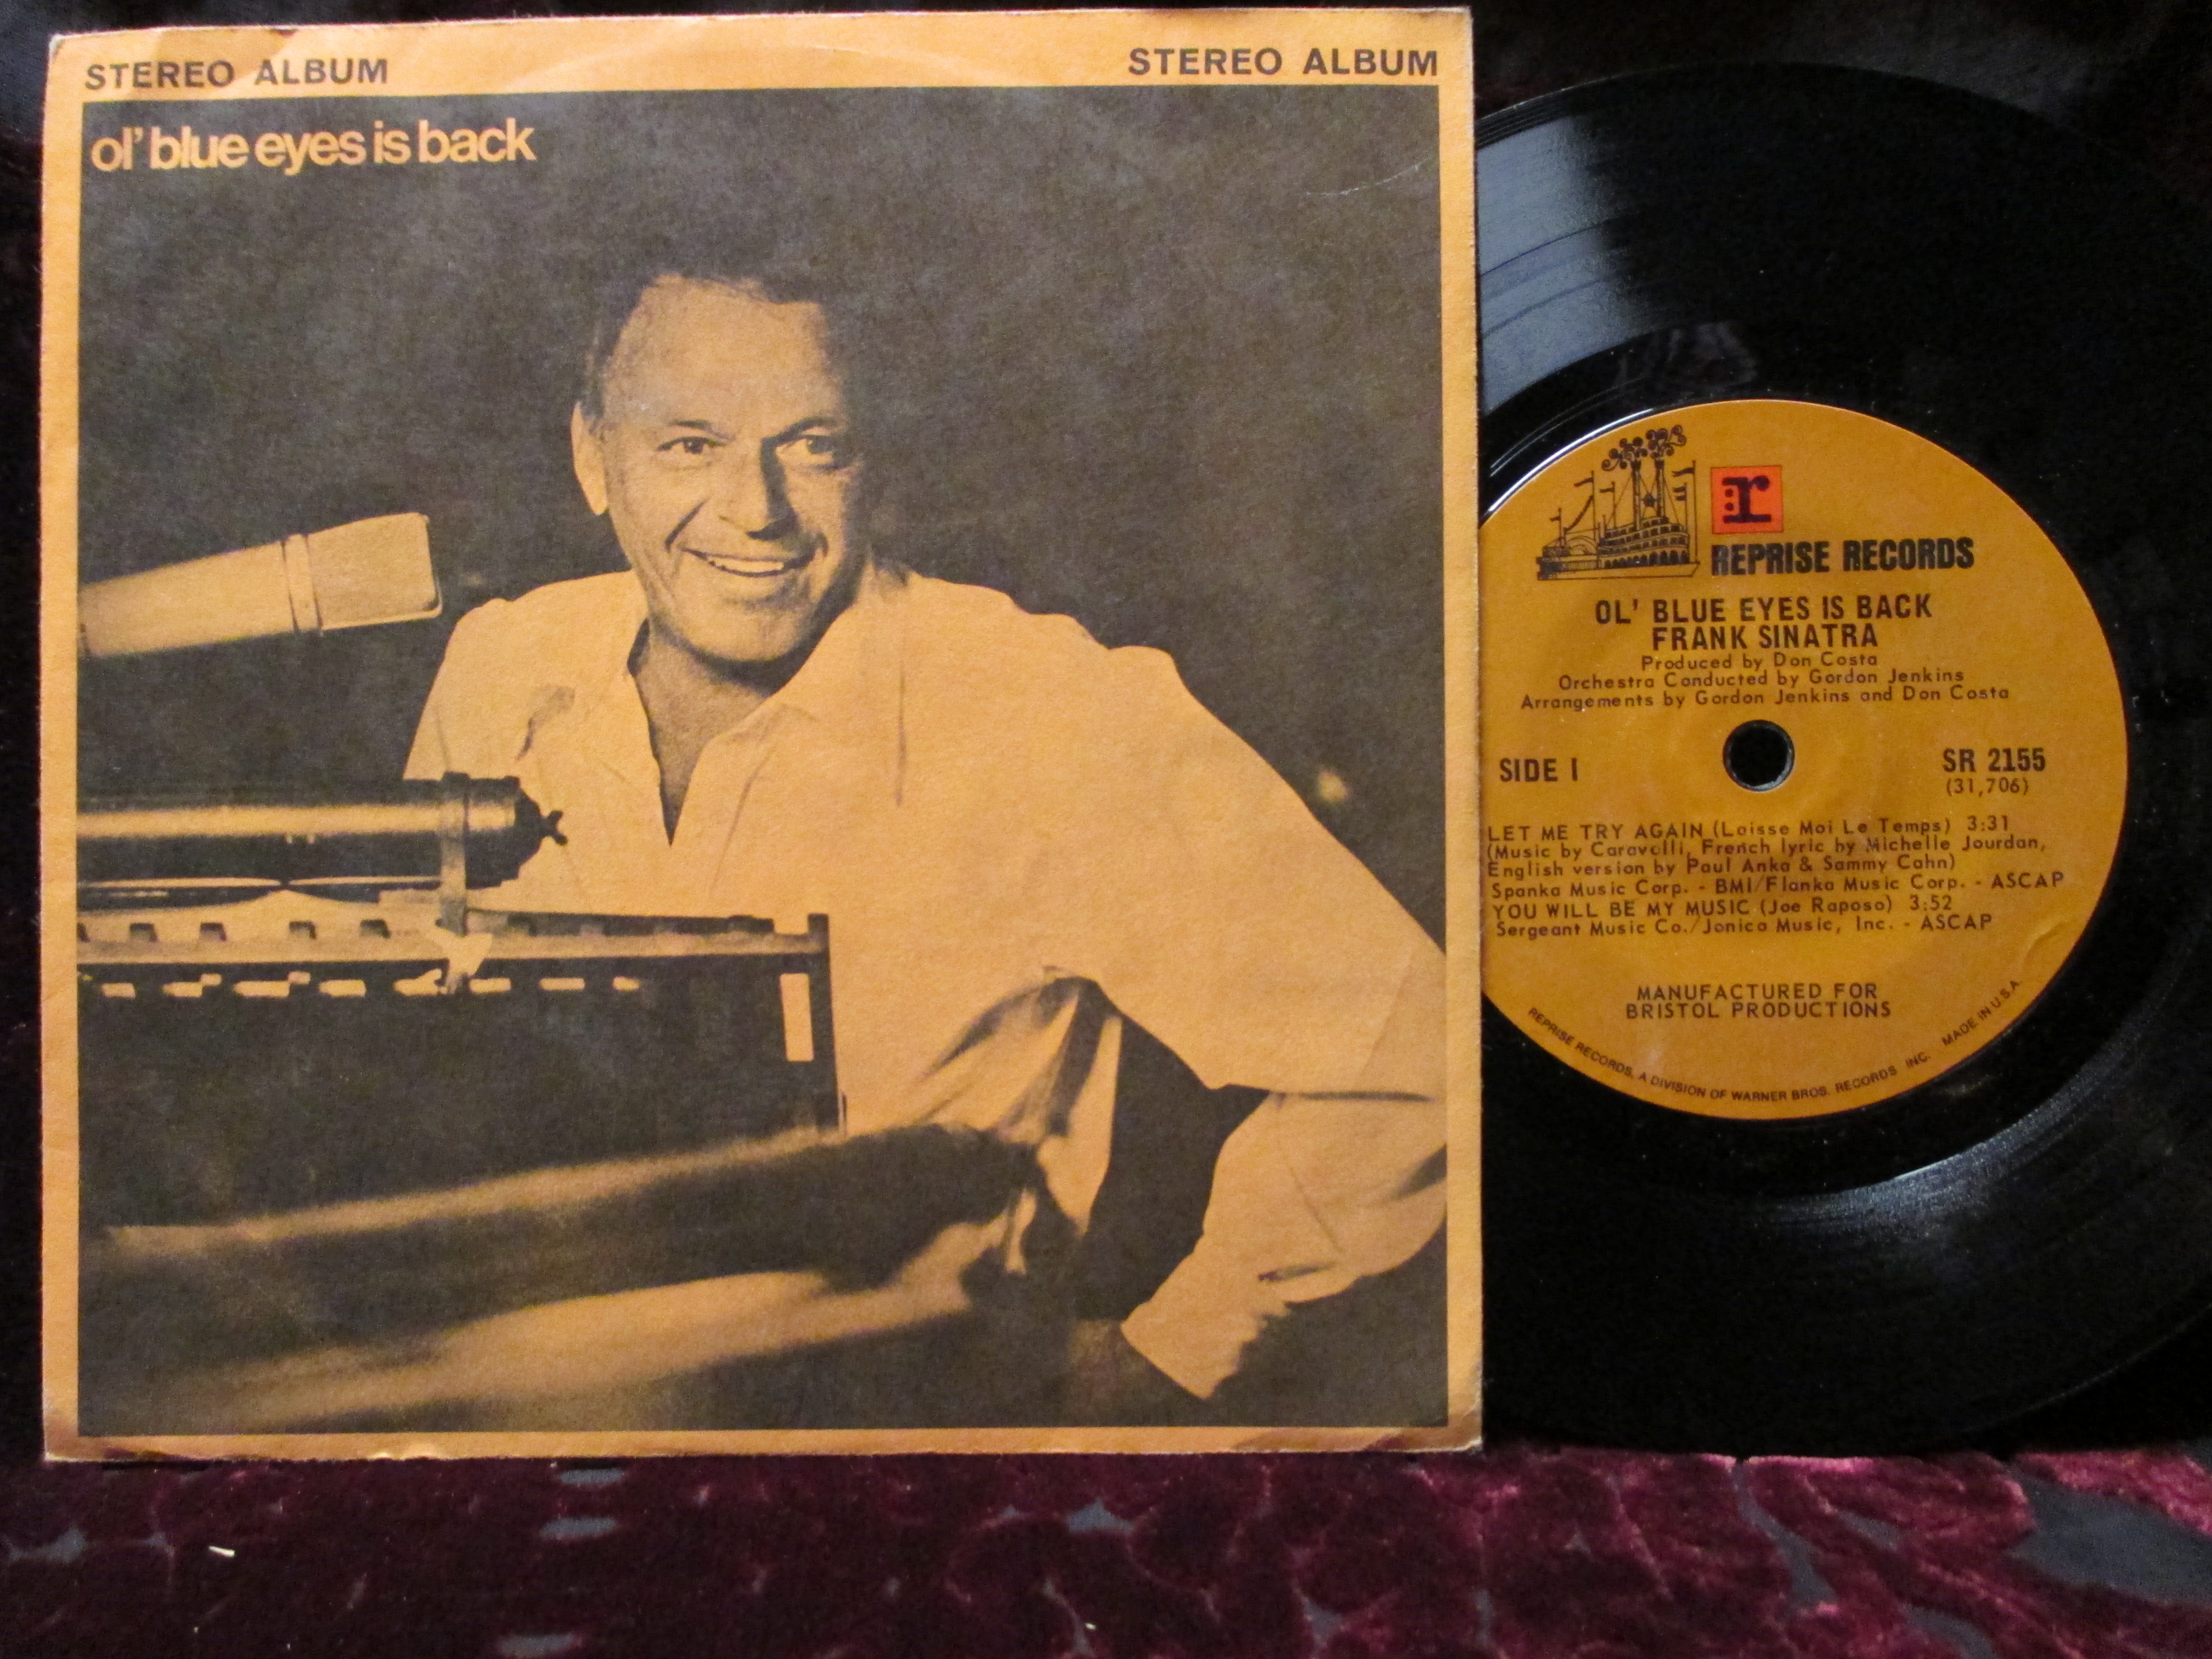 STEREO ALBUM
STEREO ALBUM
ol' blue eyes is back
r
REPRISE RECORDS
OL' BLUE EYES IS BACK
FRANK SINATRA
Produced by Don Costa
Orchestra Conducted by Gordon Jenkins
Arrangements by Gordon Jenkins and Don Costa
SIDE 1
SR 2155
(31,706)
LET ME TRY AGAIN (Laisse Moi Le Temps) 3:31
(Music by Caravelli, French lyric by Michelle Jourdan,
English version by Paul Anka & Sammy Cahn)
Spanka Music Corp. - BMI/Flanka Music Corp. - ASCAP
YOU WILL BE MY MUSIC (Joe Raposo) 3:52
Sergeant Music Co./Jonico Music, Inc. - ASCAP
MANUFACTURED FOR
BRISTOL PRODUCTIONS
REPRISE RECORDS, A DIVISION OF WARNER BROS. RECORDS INC. MADE IN U.S.A.